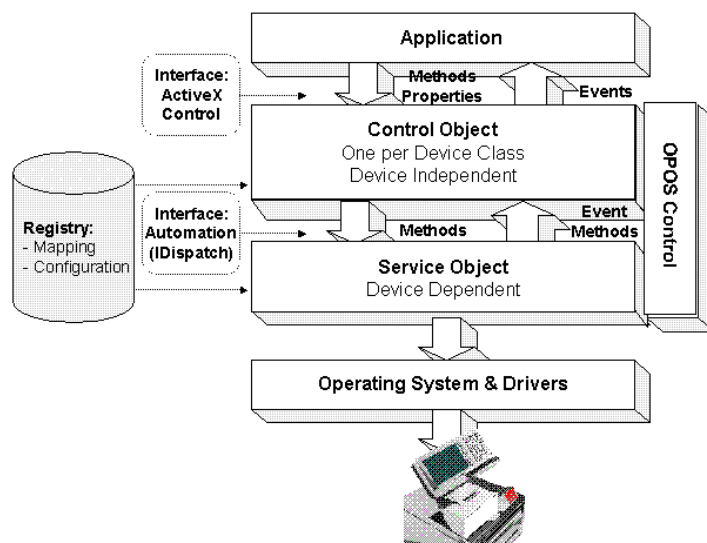 Application
Interface:
ActiveX
Control
Methods
Properties
Events
Control Object
One per Device Class
Device Independent
OPOS Control
Registry:
- Mapping
- Configuration
Interface:
Automation
(IDispatch)
Methods
Event
Methods
Service Object
Device Dependent
Operating System & Drivers